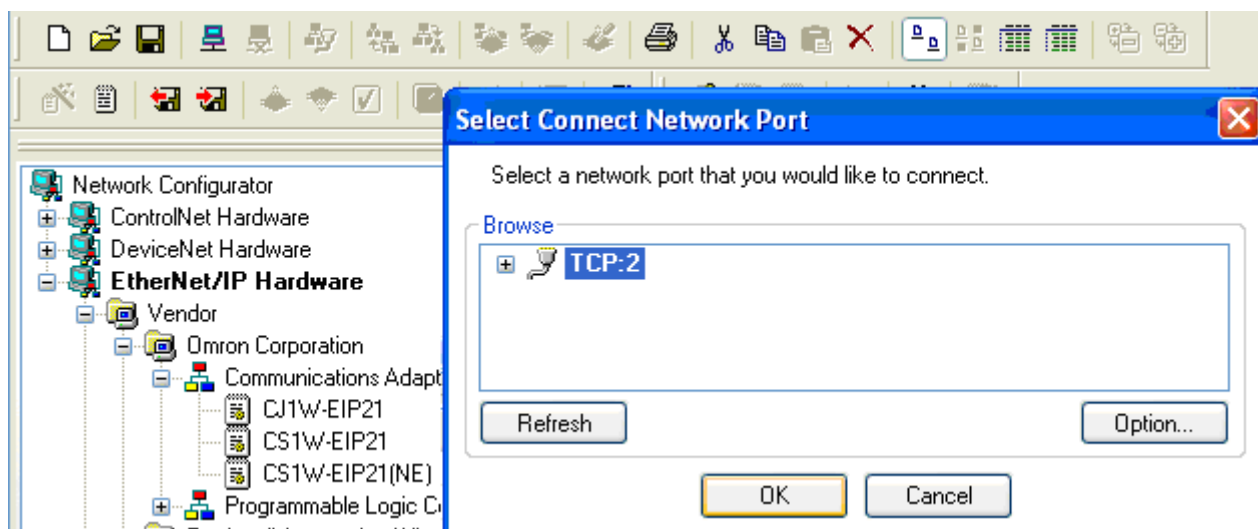 Select Connect Network Port
Select a network port that you would like to connect.
Network Configurator
ControlNet Hardware
DeviceNet Hardware
EtherNet/IP Hardware
Vendor
Omron Corporation
Communications Adapt
CJ1W-EIP21
CS1W-EIP21
CS1W-EIP21(NE)
Programmable Logic C
Browse
TCP:2
Refresh
Option...
OK
Cancel